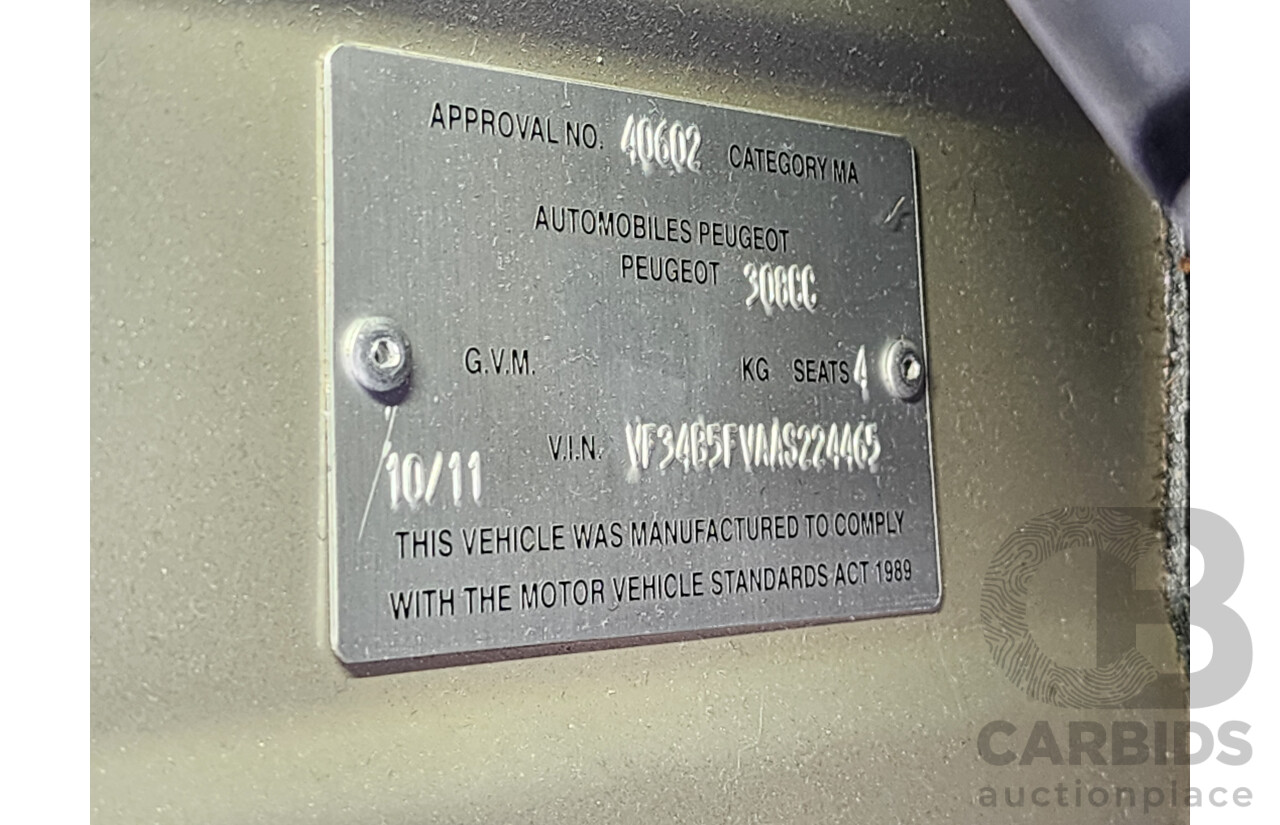 APPROVAL NO. 40602 CATEGORY MA
AUTOMOBILES PEUGEOT
PEUGEOT 308CC
G.V.M. KG SEATS 4
10/11 V.I.N. VF34B5FVAAS224465
THIS VEHICLE WAS MANUFACTURED TO COMPLY
WITH THE MOTOR VEHICLE STANDARDS ACT 1989
CB
CARBIDS
auctionplace